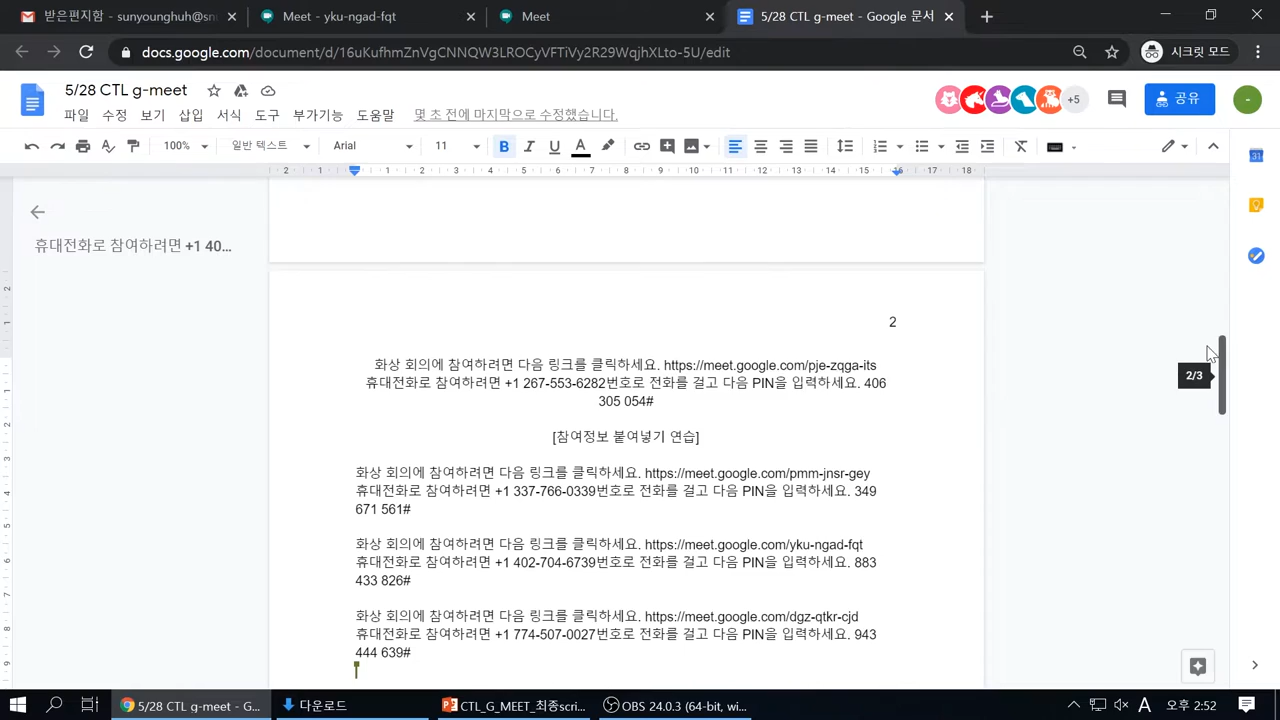 받은편지함 - sunyounghuh@sn
Meet - yku-ngad-fqt
Meet
5/28 CTL g-meet - Google 문서
docs.google.com/document/d/16uKufhmZnVgCNNQW3LROCyVFTiVy2R29WqjhXLto-5U/edit
시크릿 모드
5/28 CTL g-meet
파일 수정 보기 삽입 서식 도구 부가기능 도움말 몇 초 전에 마지막으로 수정했습니다.
+5
공유
100% 일반 텍스트 Arial 11 B I U A
2 1 1 2 3 4 5 6 7 8 9 10 11 12 13 14 15 16 17 18
휴대전화로 참여하려면 +1 40...
2
화상 회의에 참여하려면 다음 링크를 클릭하세요. https://meet.google.com/pje-zqga-its
휴대전화로 참여하려면 +1 267-553-6282번호로 전화를 걸고 다음 PIN을 입력하세요. 406
305 054#
[참여정보 붙여넣기 연습]
화상 회의에 참여하려면 다음 링크를 클릭하세요. https://meet.google.com/pmm-jnsr-gey
휴대전화로 참여하려면 +1 337-766-0339번호로 전화를 걸고 다음 PIN을 입력하세요. 349
671 561#
화상 회의에 참여하려면 다음 링크를 클릭하세요. https://meet.google.com/yku-ngad-fqt
휴대전화로 참여하려면 +1 402-704-6739번호로 전화를 걸고 다음 PIN을 입력하세요. 883
433 826#
화상 회의에 참여하려면 다음 링크를 클릭하세요. https://meet.google.com/dgz-qtkr-cjd
휴대전화로 참여하려면 +1 774-507-0027번호로 전화를 걸고 다음 PIN을 입력하세요. 943
444 639#
2/3
5/28 CTL g-meet - G...
다운로드
CTL_G_MEET_최종scri...
OBS 24.0.3 (64-bit, wi...
A
오후 2:52